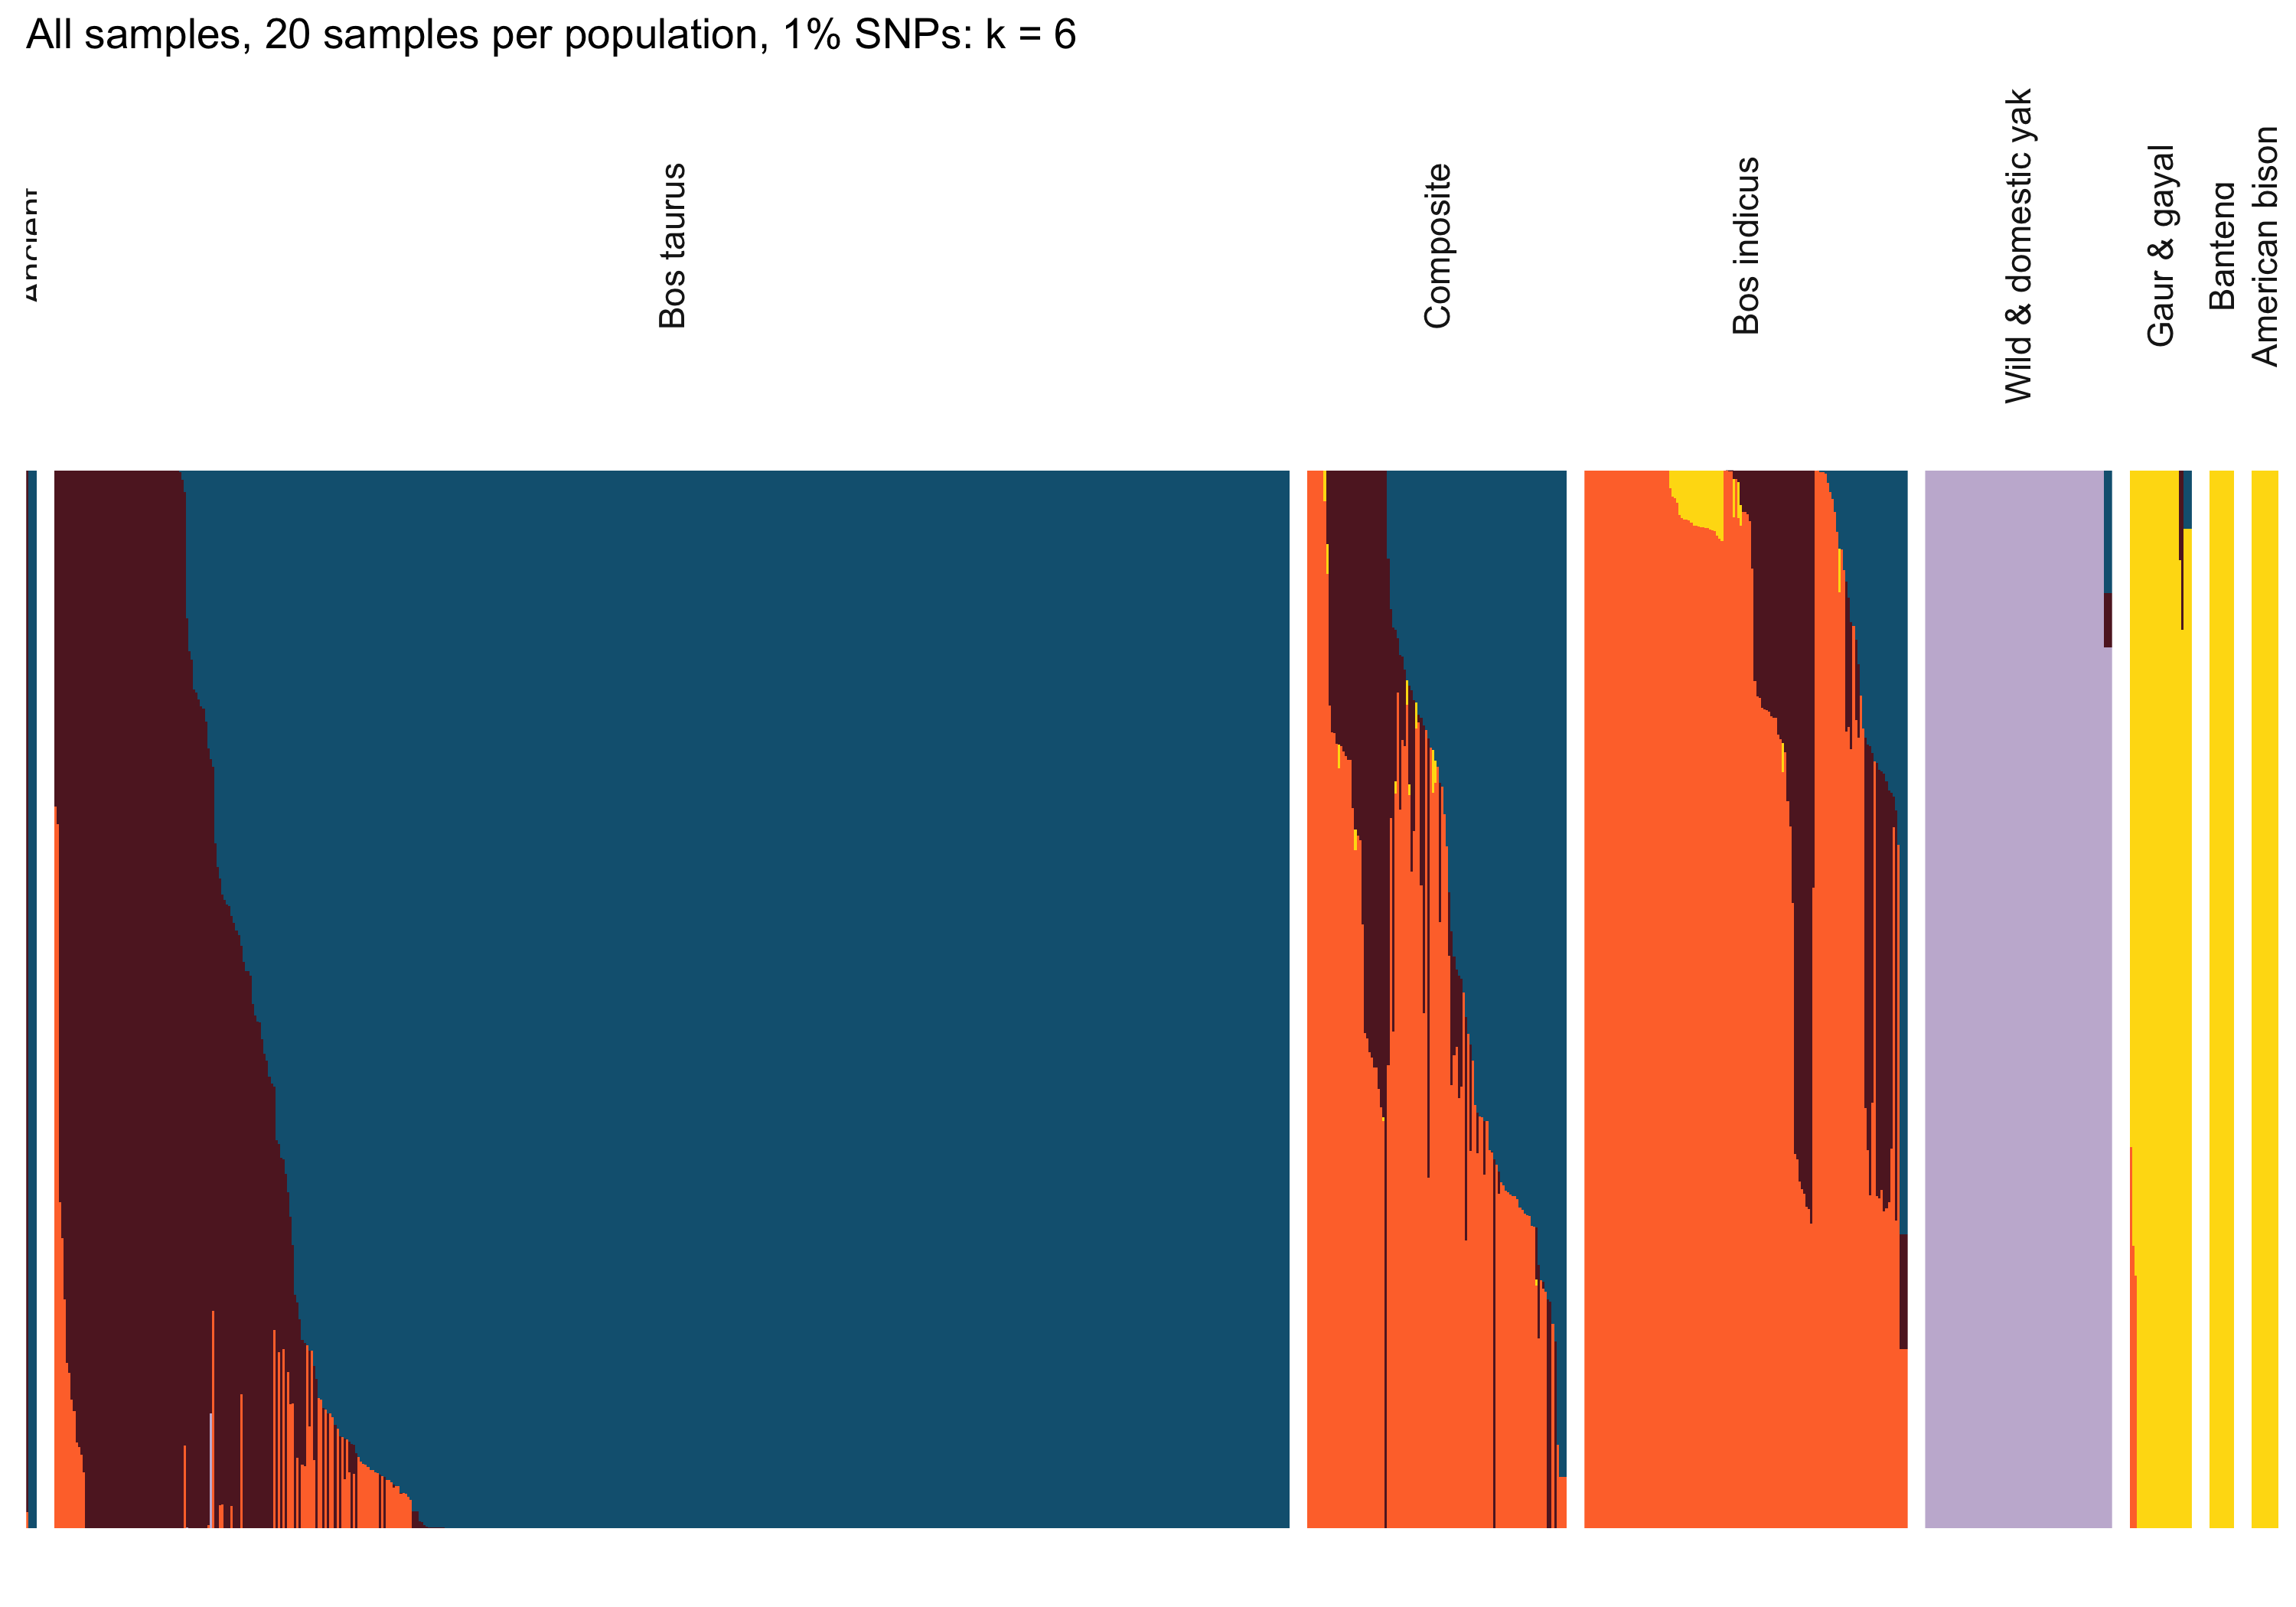 All samples, 20 samples per population, 1% SNPs: k = 6
Bos taurus
Composite
Bos indicus
Wild & domestic yak
Gaur & gayal
Bantend
American bison